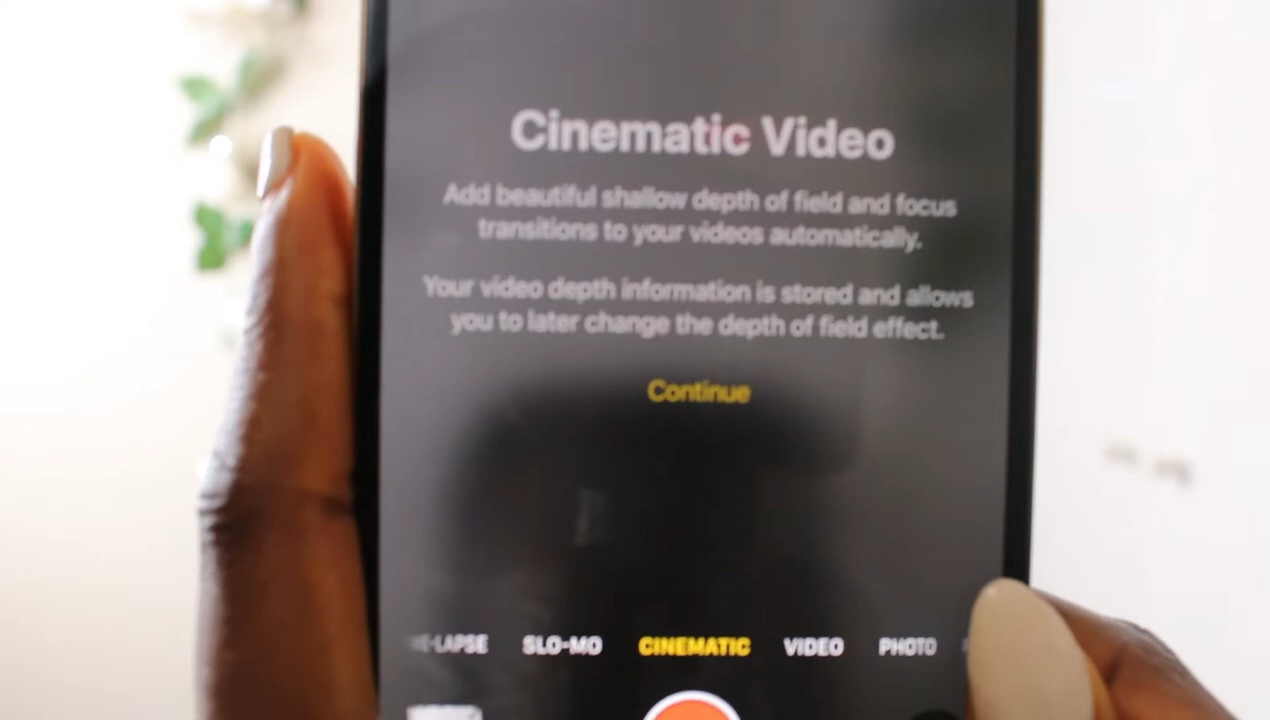 Cinematic Video
Add beautiful shallow depth of field and focus
transitions to your videos automatically.
Your video depth information is stored and allows
you to later change the depth of field effect.
Continue
E-LAPSE SLO-MO CINEMATIC VIDEO PHOTO